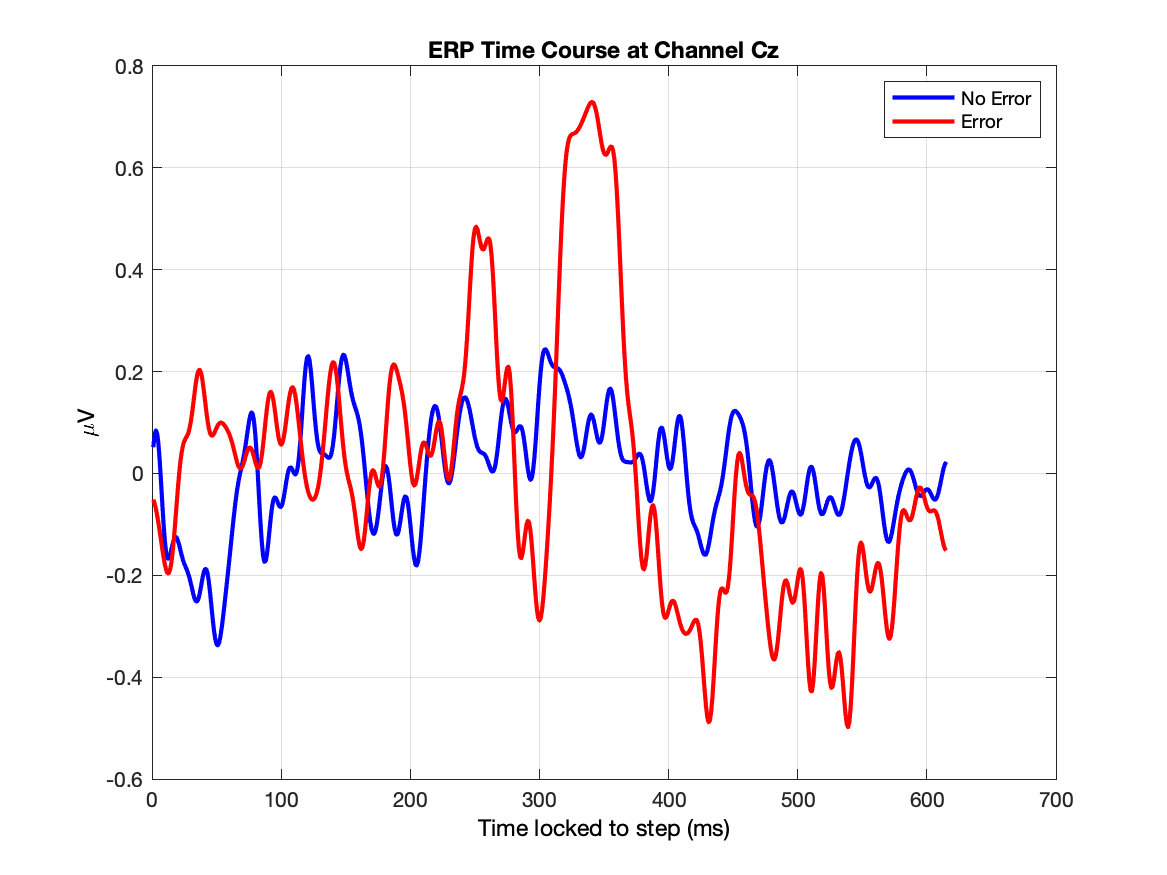 ERP Time Course at Channel Cz
No Error
Error
μV
0.8
0.6
0.4
0.2
0
-0.2
-0.4
-0.6
0 100 200 300 400 500 600 700
Time locked to step (ms)